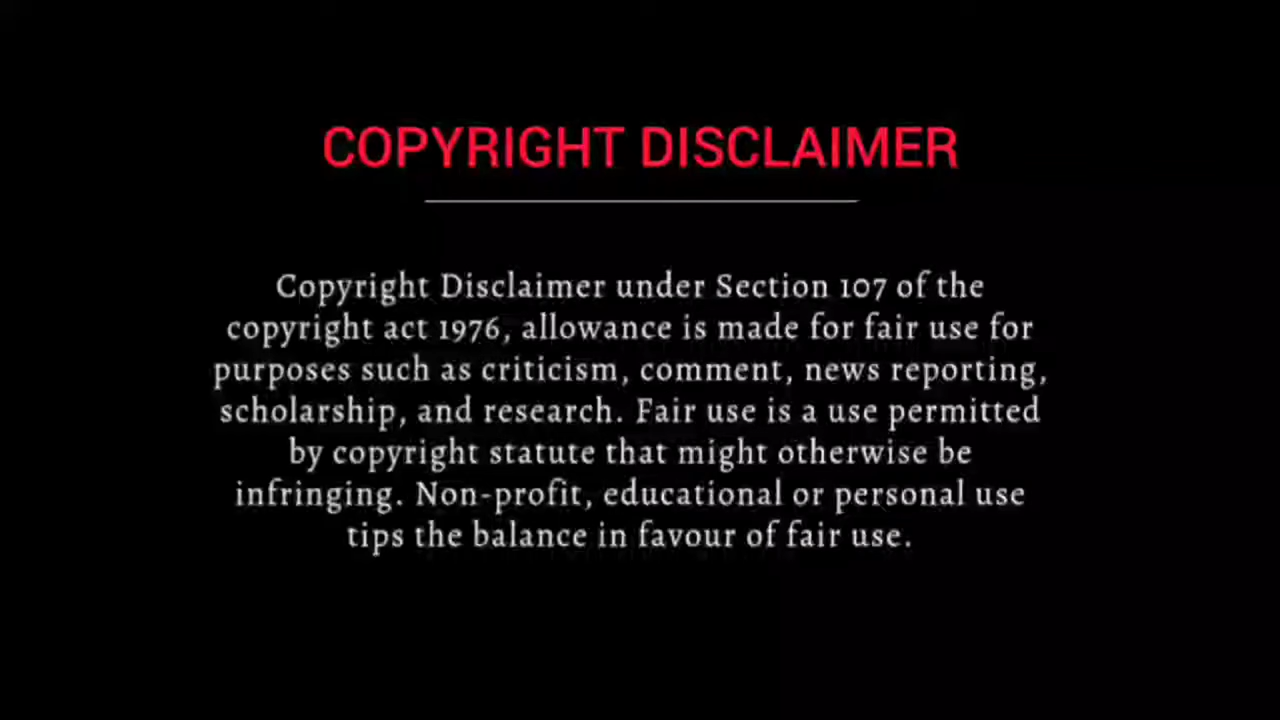 COPYRIGHT DISCLAIMER
Copyright Disclaimer under Section 107 of the
copyright act 1976, allowance is made for fair use for
purposes such as criticism, comment, news reporting,
scholarship, and research. Fair use is a use permitted
by copyright statute that might otherwise be
infringing. Non-profit, educational or personal use
tips the balance in favour of fair use.